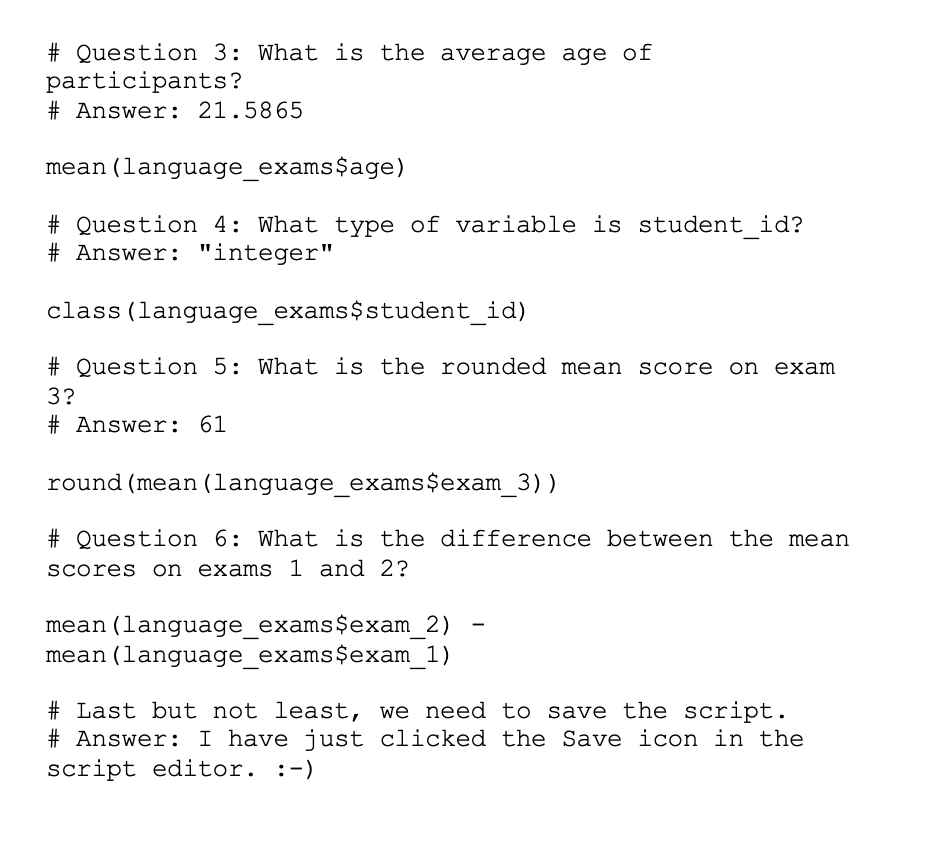 # Question 3: What is the average age of
participants?
# Answer: 21.5865
mean(language_exams$age)
# Question 4: What type of variable is student_id?
# Answer: "integer"
class(language_exams$student_id)
# Question 5: What is the rounded mean score on exam
3?
# Answer: 61
round(mean(language_exams$exam_3))
# Question 6: What is the difference between the mean
scores on exams 1 and 2?
mean(language_exams$exam_2) -
mean(language_exams$exam_1)
# Last but not least, we need to save the script.
# Answer: I have just clicked the Save icon in the
script editor. :-)